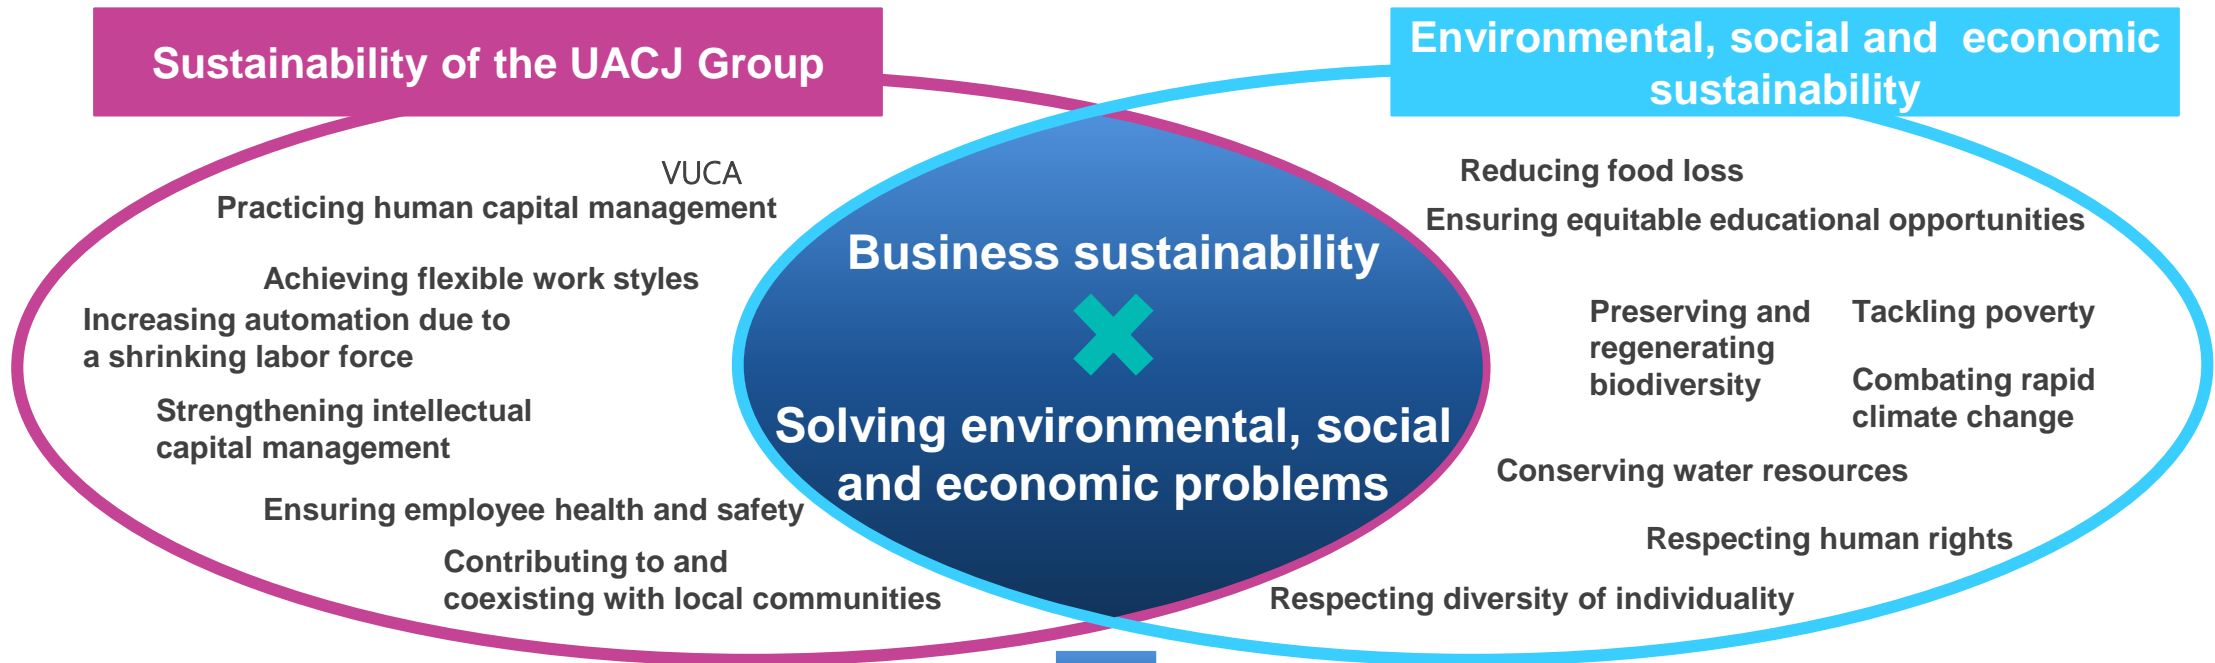 Sustainability of the UACJ Group
Environmental, social and economic
sustainability
VUCA
Practicing human capital management
Achieving flexible work styles
Increasing automation due to
a shrinking labor force
Strengthening intellectual
capital management
Ensuring employee health and safety
Contributing to and
coexisting with local communities
Business sustainability
Solving environmental, social
and economic problems
Reducing food loss
Ensuring equitable educational opportunities
Preserving and
regenerating
biodiversity
Tackling poverty
Combating rapid
climate change
Conserving water resources
Respecting human rights
Respecting diversity of individuality